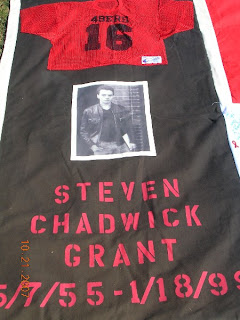 49ERS
16
STEVEN
CHADWICK
GRANT
5/7/55-1/18/9